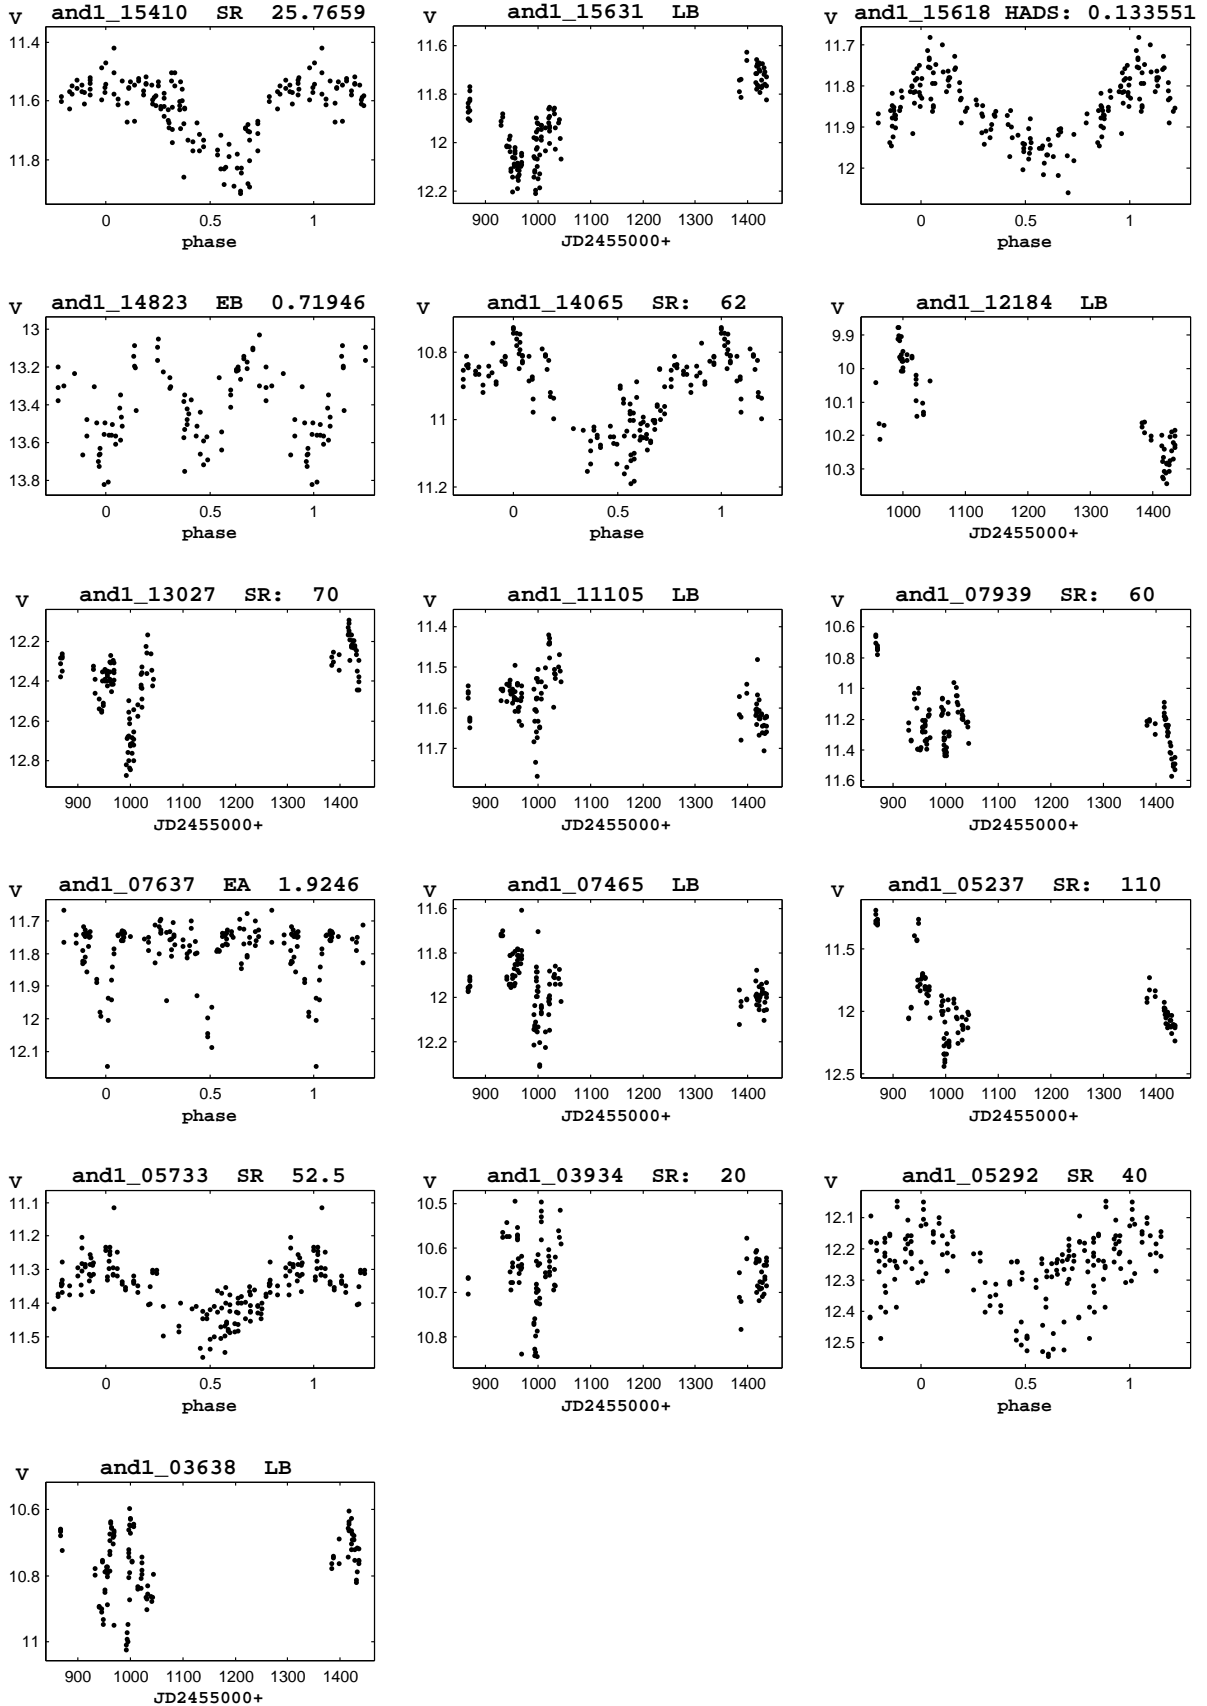 V and1_15410 SR 25.7659
11.4
11.6
11.8
0 0.5 1
phase
V and1_15631 LB
11.6
11.8
12
12.2
900 1000 1100 1200 1300 1400
JD2455000+
V and1_15618 HADS: 0.133551
11.7
11.8
11.9
12
0 0.5 1
phase
V and1_14823 EB 0.71946
13
13.2
13.4
13.6
13.8
0 0.5 1
phase
V and1_14065 SR: 62
10.8
11
11.2
0 0.5 1
phase
V and1_12184 LB
9.9
10
10.1
10.2
10.3
1000 1100 1200 1300 1400
JD2455000+
V and1_13027 SR: 70
12.2
12.4
12.6
12.8
900 1000 1100 1200 1300 1400
JD2455000+
V and1_11105 LB
11.4
11.5
11.6
11.7
900 1000 1100 1200 1300 1400
JD2455000+
V and1_07939 SR: 60
10.6
10.8
11
11.2
11.4
11.6
900 1000 1100 1200 1300 1400
JD2455000+
V and1_07637 EA 1.9246
11.7
11.8
11.9
12
12.1
0 0.5 1
phase
V and1_07465 LB
11.6
11.8
12
12.2
900 1000 1100 1200 1300 1400
JD2455000+
V and1_05237 SR: 110
11.5
12
12.5
900 1000 1100 1200 1300 1400
JD2455000+
V and1_05733 SR 52.5
11.1
11.2
11.3
11.4
11.5
0 0.5 1
phase
V and1_03934 SR: 20
10.5
10.6
10.7
10.8
900 1000 1100 1200 1300 1400
JD2455000+
V and1_05292 SR 40
12.1
12.2
12.3
12.4
12.5
0 0.5 1
phase
V and1_03638 LB
10.6
10.8
11
900 1000 1100 1200 1300 1400
JD2455000+